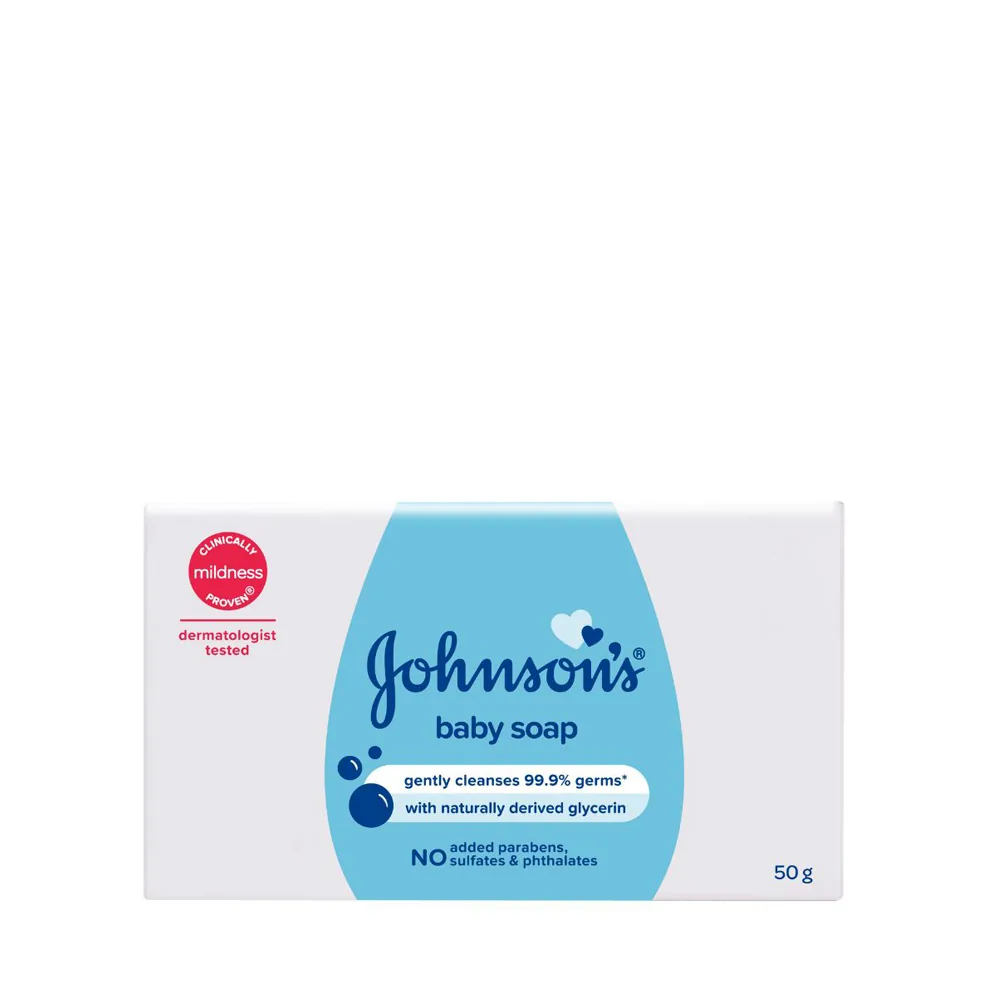 CLINICALLY
mildness
PROVEN®
dermatologist
tested
Johnson's®
baby soap
gently cleanses 99.9% germs*
with naturally derived glycerin
NO added parabens,
sulfates & phthalates
50 g